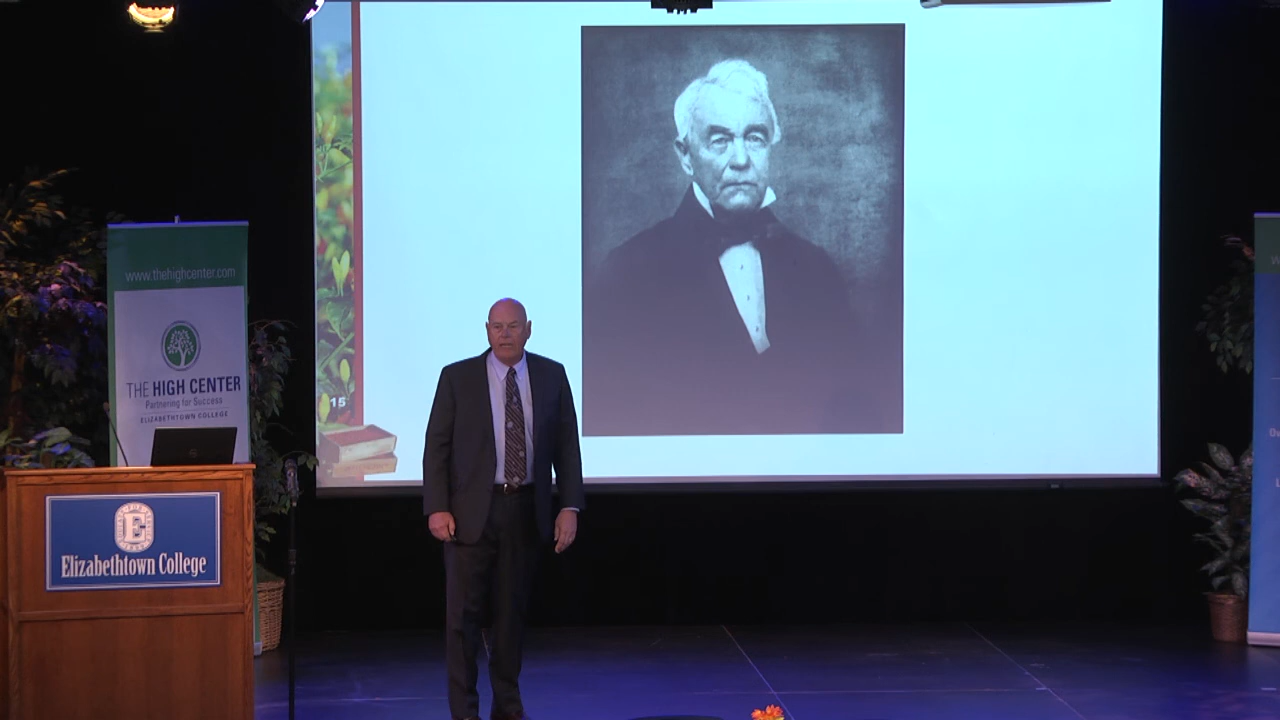 www.thehighcenter.com
THE HIGH CENTER
Partnering for Success
ELIZABETHTOWN COLLEGE
15
E
Elizabethtown College